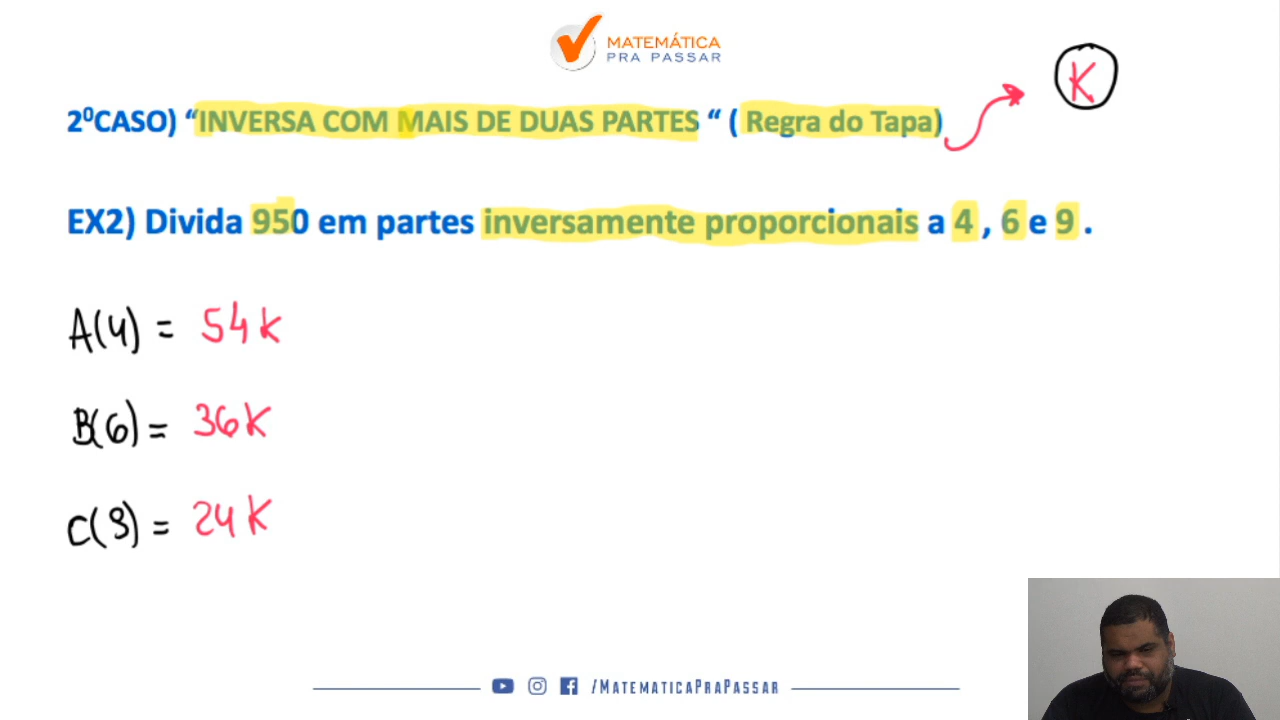 MATEMÁTICA
PRA PASSAR
K
2ºCASO) “INVERSA COM MAIS DE DUAS PARTES “ ( Regra do Tapa)
EX2) Divida 950 em partes inversamente proporcionais a 4 , 6 e 9 .
A(4) = 54K
B(6) = 36K
C(9) = 24K
/MATEMATICAPRAPASSAR